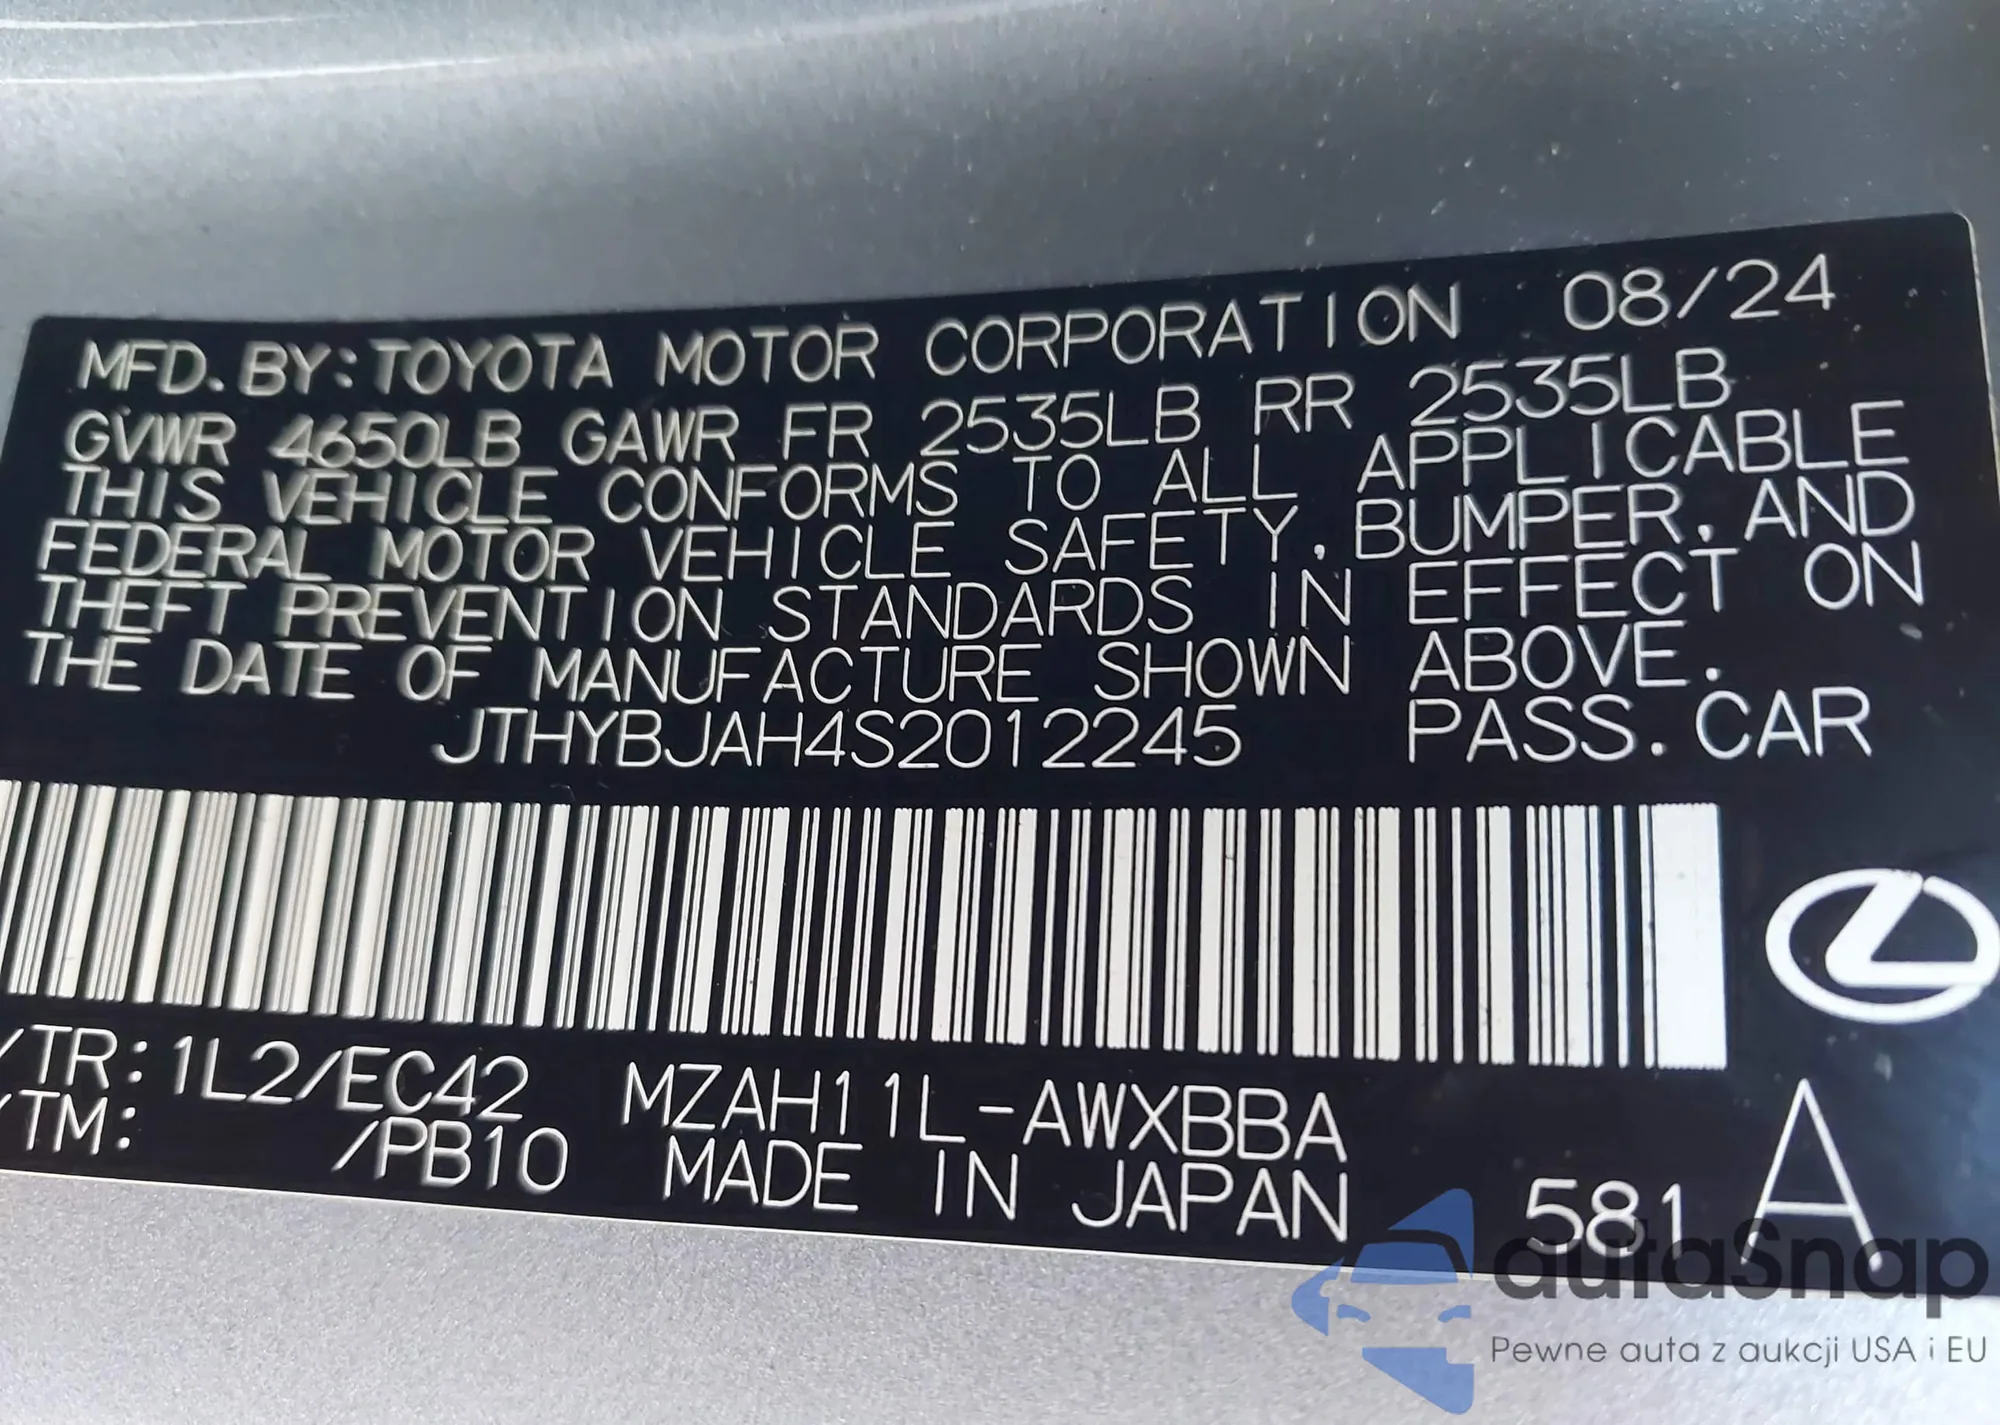 MFD. BY: TOYOTA MOTOR CORPORATION 08/24
GVWR 4650LB GAWR FR 2535LB RR 2535LB
THIS VEHICLE CONFORMS TO ALL APPLICABLE
FEDERAL MOTOR VEHICLE SAFETY, BUMPER, AND
THEFT PREVENTION STANDARDS IN EFFECT ON
THE DATE OF MANUFACTURE SHOWN ABOVE.
JTHYBJAH4S2012245 PASS. CAR
/TR: 1L2/EC42 MZAH11L-AWXBBA
/TM: /PB10 MADE IN JAPAN 581 A
autaSnap
Pewne auta z aukcji USA i EU